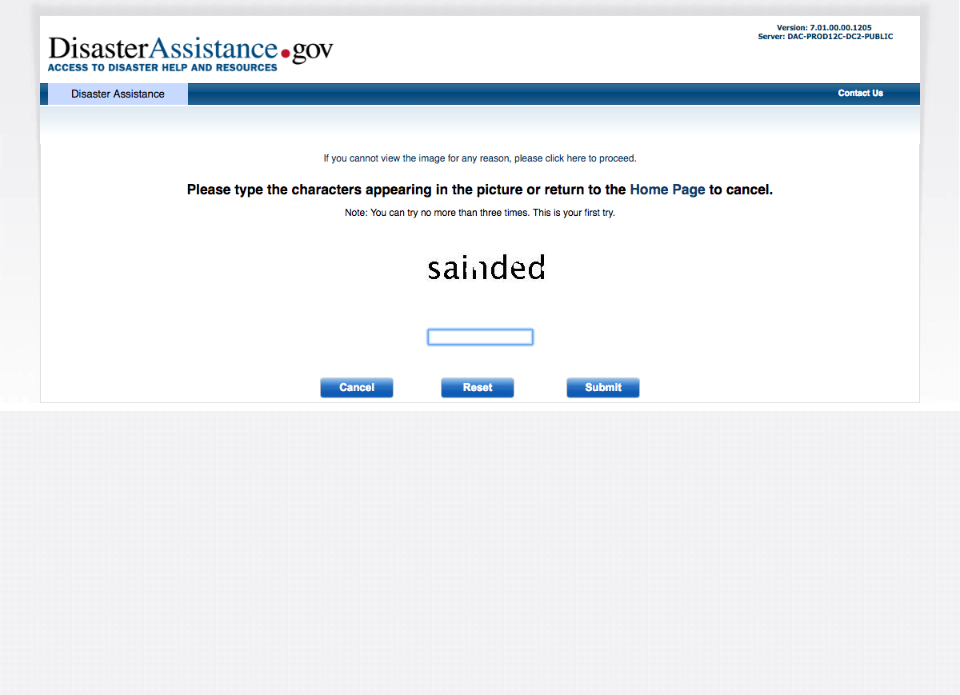 Version: 7.01.00.00.1205
Server: DAC-PROD12C-DC2-PUBLIC
DisasterAssistance.gov
ACCESS TO DISASTER HELP AND RESOURCES
Disaster Assistance
Contact Us
If you cannot view the image for any reason, please click here to proceed.
Please type the characters appearing in the picture or return to the Home Page to cancel.
Note: You can try no more than three times. This is your first try.
sainded
Cancel Reset Submit